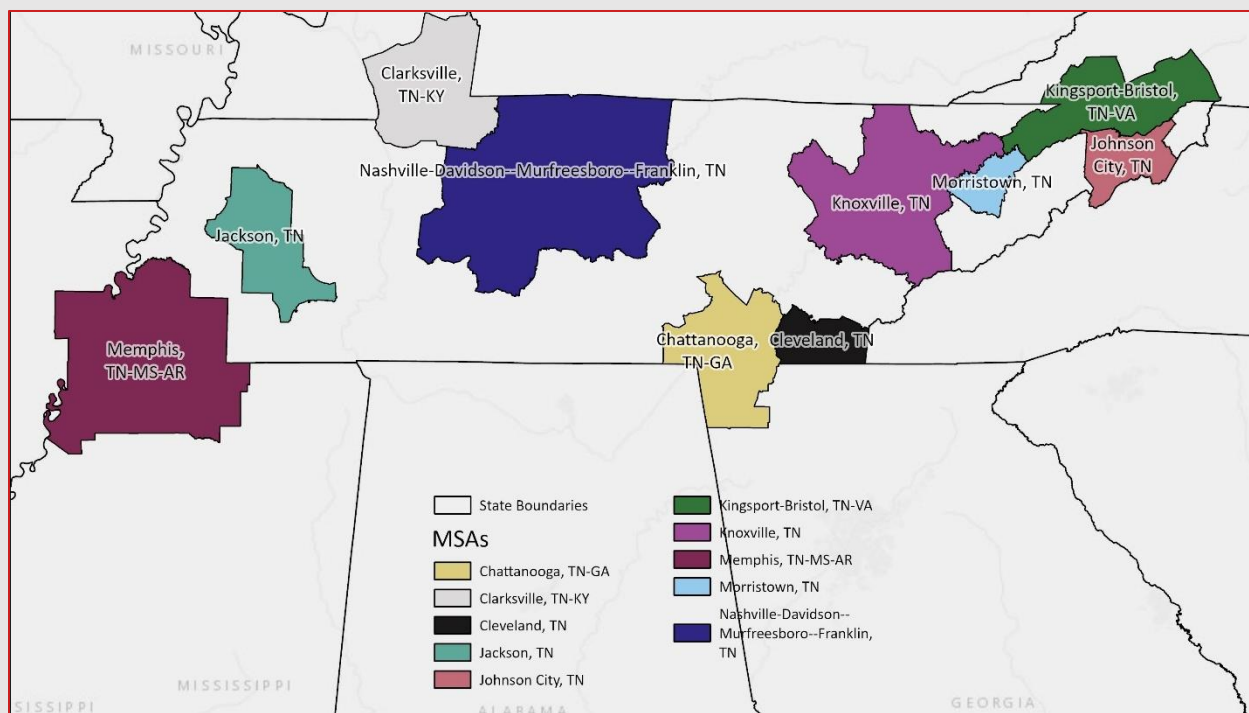 MISSOURI
Clarksville,
TN-KY
Kingsport-Bristol,
TN-VA
Johnson
City, TN
Nashville-Davidson--Murfreesboro--Franklin, TN
Morristown, TN
Knoxville, TN
Jackson, TN
Memphis,
TN-MS-AR
Chattanooga,
TN-GA
Cleveland, TN
State Boundaries
MSAs
Chattanooga, TN-GA
Clarksville, TN-KY
Cleveland, TN
Jackson, TN
Johnson City, TN
Kingsport-Bristol, TN-VA
Knoxville, TN
Memphis, TN-MS-AR
Morristown, TN
Nashville-Davidson--
Murfreesboro--Franklin,
TN
MISSISSIPPI
SISSIPPI
ALABAMA
GEORGIA